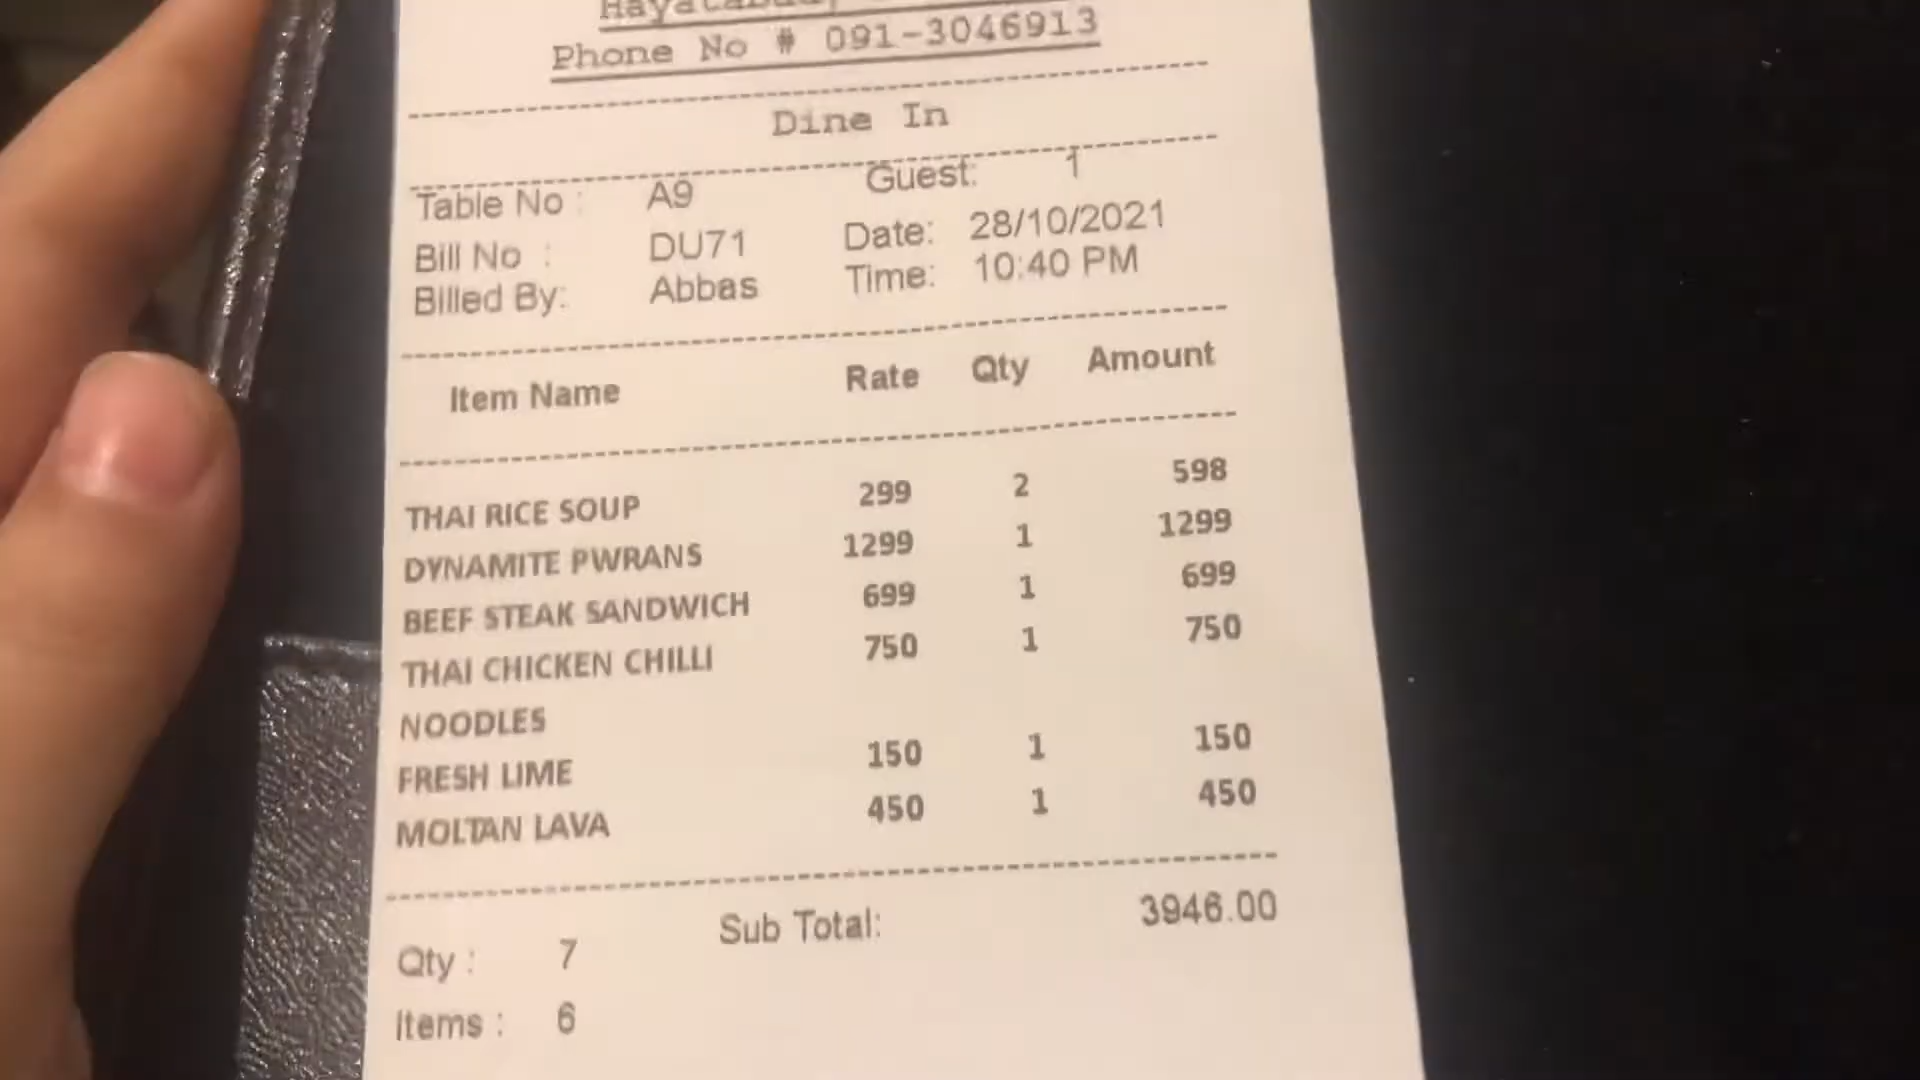 Phone No # 091-3046913
Dine In
Table No : A9 Guest: 1
Bill No : DU71 Date: 28/10/2021
Billed By: Abbas Time: 10:40 PM
Item Name Rate Qty Amount
THAI RICE SOUP 299 2 598
DYNAMITE PWRANS 1299 1 1299
BEEF STEAK SANDWICH 699 1 699
THAI CHICKEN CHILLI 750 1 750
NOODLES
FRESH LIME 150 1 150
MOLTAN LAVA 450 1 450
Sub Total: 3946.00
Qty : 7
Items : 6